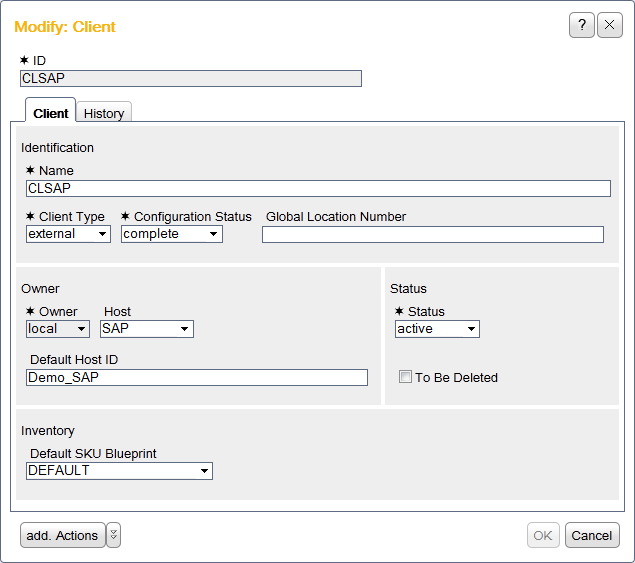 Modify: Client
?
✶ ID
CLSAP
Client History
Identification
✶ Name
CLSAP
✶ Client Type ✶ Configuration Status Global Location Number
external complete
Owner Status
✶ Owner Host ✶ Status
local SAP active
Default Host ID
Demo_SAP To Be Deleted
Inventory
Default SKU Blueprint
DEFAULT
add. Actions OK Cancel